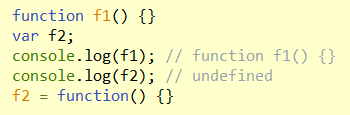 function f1() {}
var f2;
console.log(f1); // function f1() {}
console.log(f2); // undefined
f2 = function() {}